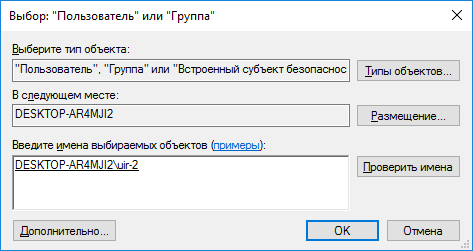 Выбор: "Пользователь" или "Группа"
Выберите тип объекта:
"Пользователь", "Группа" или "Встроенный субъект безопаснос
Типы объектов...
В следующем месте:
DESKTOP-AR4MJI2
Размещение...
Введите имена выбираемых объектов (примеры):
DESKTOP-AR4MJI2\uir-2
Проверить имена
Дополнительно...
OK
Отмена